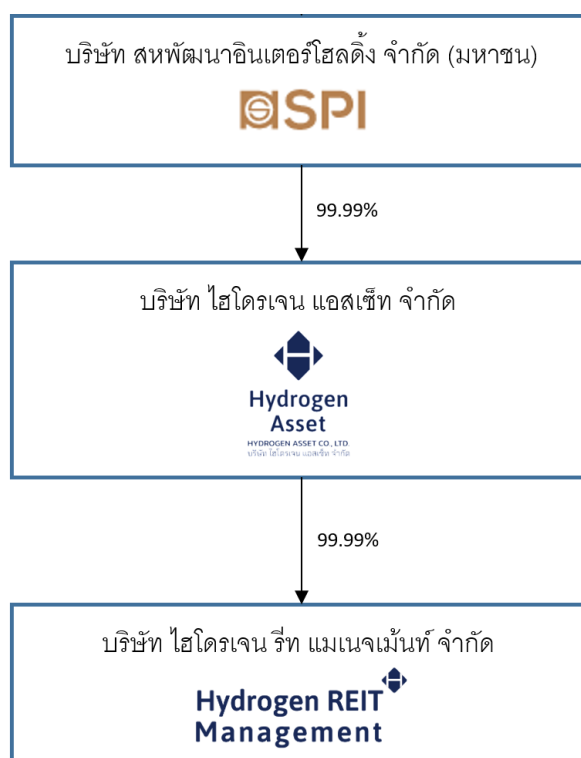 บริษัท สหพัฒนาอินเตอร์โฮลดิ้ง จำกัด (มหาชน)
SPI
99.99%
บริษัท ไฮโดรเจน แอสเซ็ท จำกัด
Hydrogen
Asset
HYDROGEN ASSET CO., LTD.
บริษัท ไฮโดรเจน แอสเซ็ท จำกัด
99.99%
บริษัท ไฮโดรเจน รีท แมเนจเม้นท์ จำกัด
Hydrogen REIT
Management